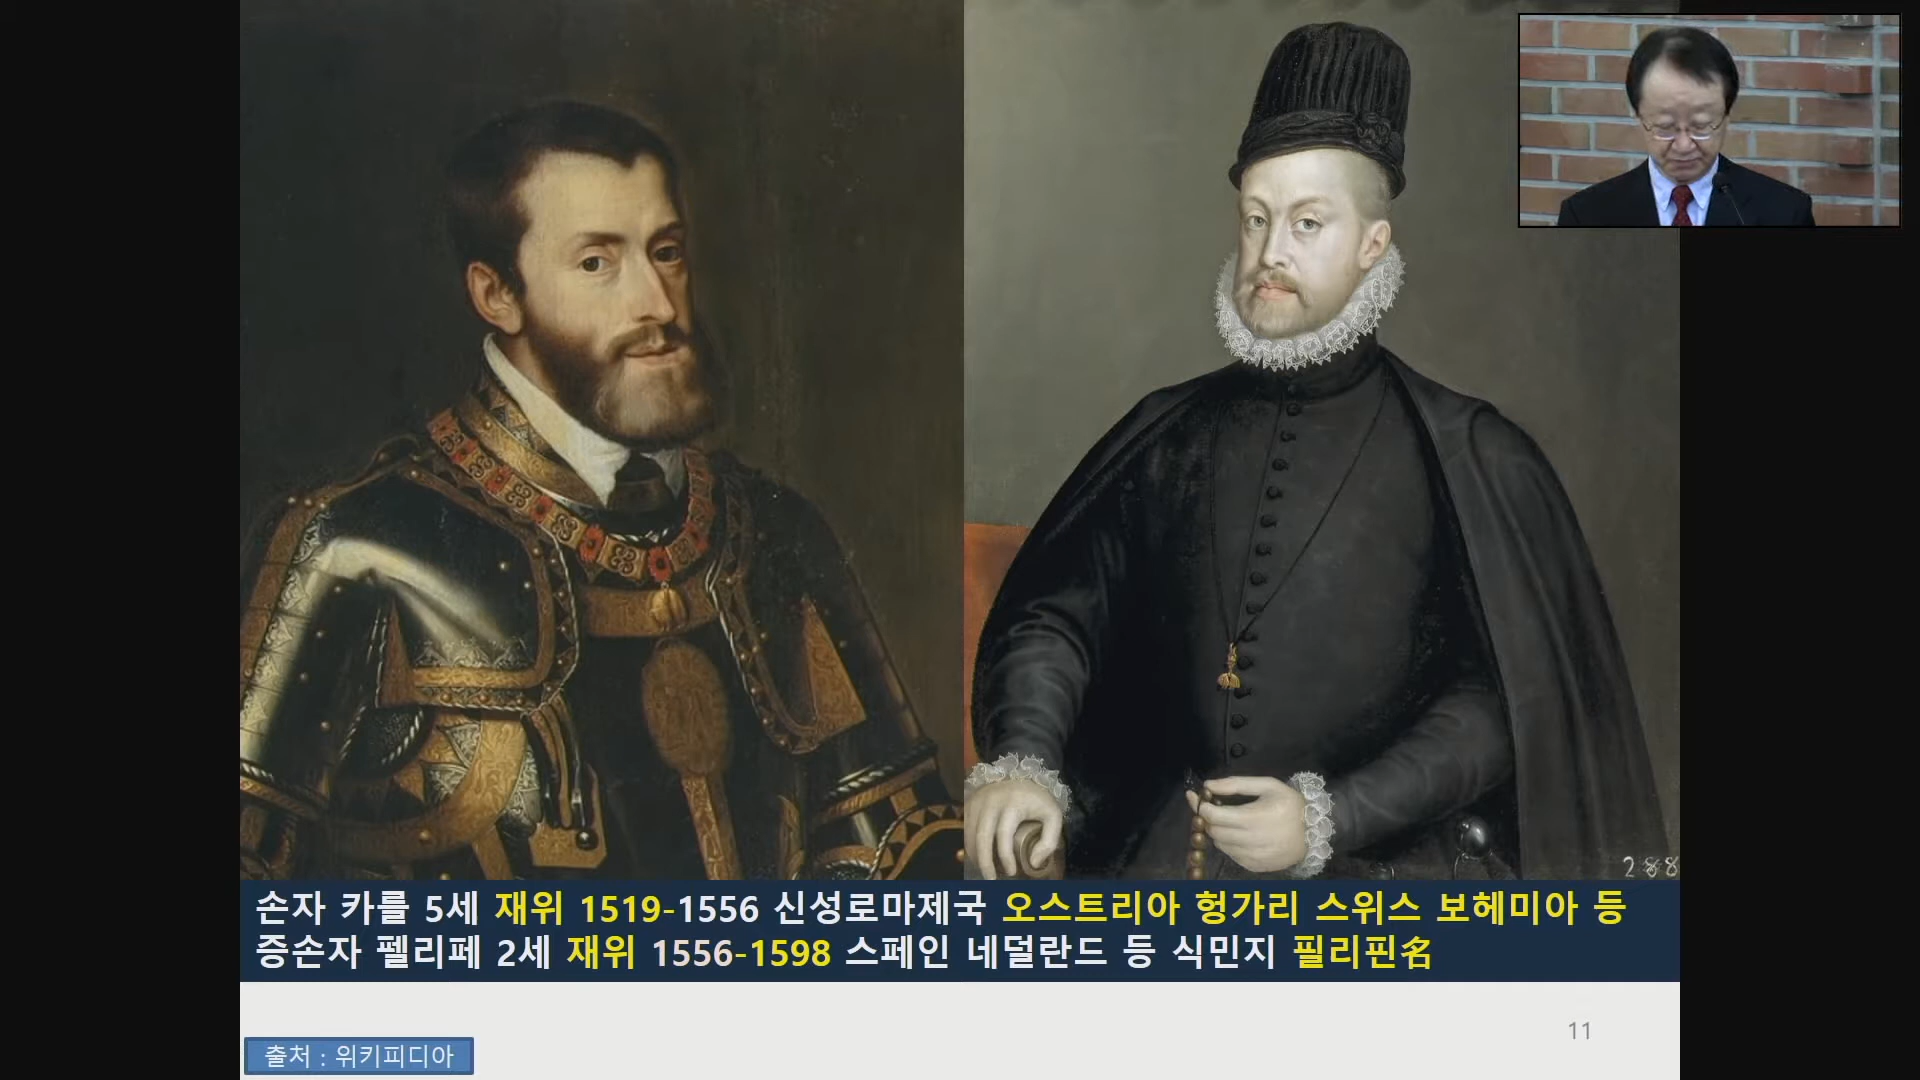 288
손자 카를 5세 재위 1519-1556 신성로마제국 오스트리아 헝가리 스위스 보헤미아 등
증손자 펠리페 2세 재위 1556-1598 스페인 네덜란드 등 식민지 필리핀名
11
출처 : 위키피디아